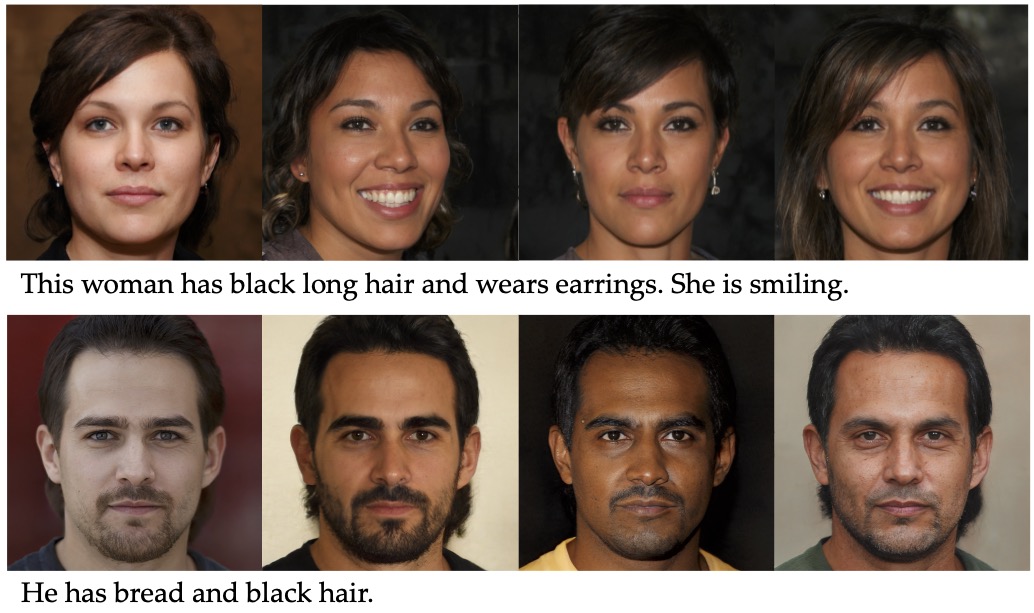 This woman has black long hair and wears earrings. She is smiling.
He has bread and black hair.